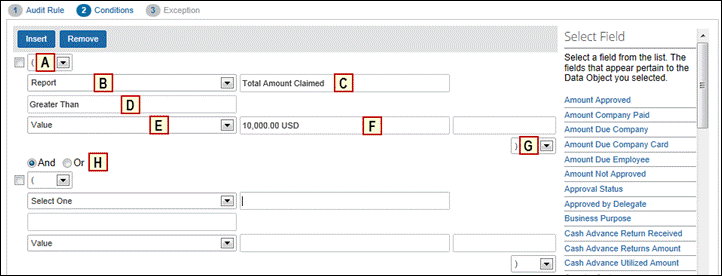 1 Audit Rule 2 Conditions 3 Exception
Insert Remove
( A
Report B Total Amount Claimed C
Greater Than D
Value E 10,000.00 USD F
) G
And Or H
(
Select One
Value
)
Select Field
Select a field from the list. The
fields that appear pertain to the
Data Object you selected.
Amount Approved
Amount Company Paid
Amount Due Company
Amount Due Company Card
Amount Due Employee
Amount Not Approved
Approval Status
Approved by Delegate
Business Purpose
Cash Advance Return Received
Cash Advance Returns Amount
Cash Advance Utilized Amount